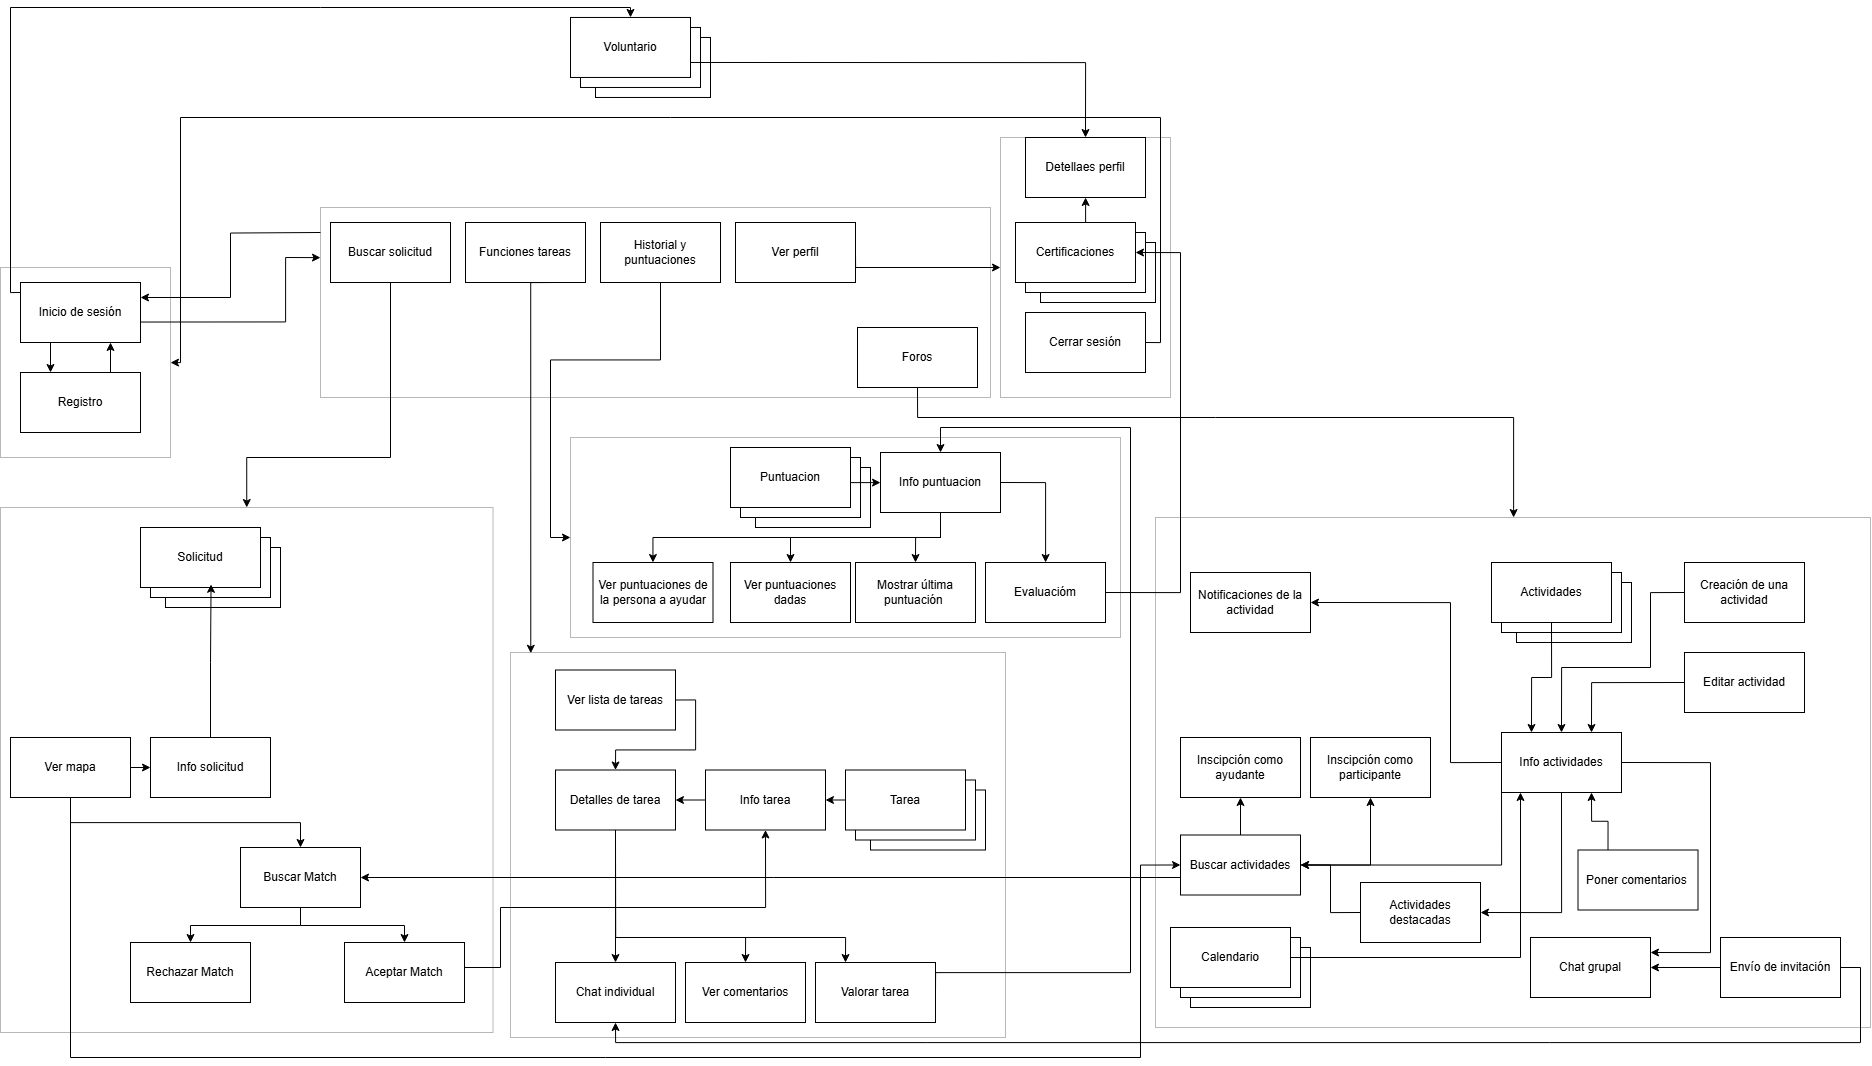 Voluntario
Detellaes perfil
Buscar solicitud
Funciones tareas
Historial y
puntuaciones
Ver perfil
Certificaciones
Inicio de sesión
Cerrar sesión
Foros
Registro
Puntuacion
Info puntuacion
Solicitud
Ver puntuaciones de
la persona a ayudar
Ver puntuaciones
dadas
Mostrar última
puntuación
Evaluacióm
Notificaciones de la
actividad
Actividades
Creación de una
actividad
Editar actividad
Ver lista de tareas
Ver mapa
Info solicitud
Inscipción como
ayudante
Inscipción como
participante
Info actividades
Detalles de tarea
Info tarea
Tarea
Buscar Match
Buscar actividades
Poner comentarios
Actividades
destacadas
Rechazar Match
Aceptar Match
Calendario
Chat grupal
Envío de invitación
Chat individual
Ver comentarios
Valorar tarea